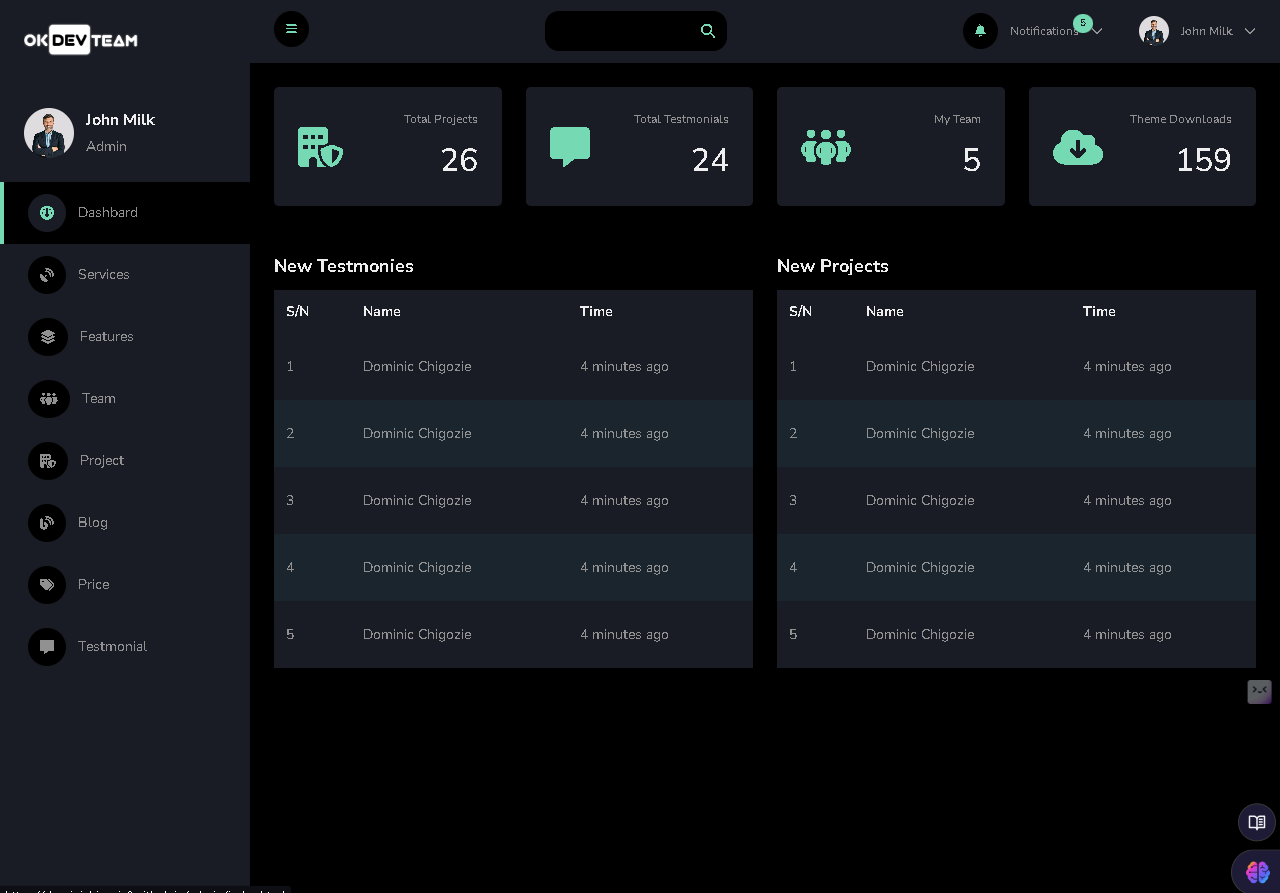 OKDEVTEAM
5
Notifications
John Milk
John Milk
Admin
Dashbard
Services
Features
Team
Project
Blog
Price
Testmonial
Total Projects
26
Total Testmonials
24
My Team
5
Theme Downloads
159
New Testmonies
S/N Name Time
1 Dominic Chigozie 4 minutes ago
2 Dominic Chigozie 4 minutes ago
3 Dominic Chigozie 4 minutes ago
4 Dominic Chigozie 4 minutes ago
5 Dominic Chigozie 4 minutes ago
New Projects
S/N Name Time
1 Dominic Chigozie 4 minutes ago
2 Dominic Chigozie 4 minutes ago
3 Dominic Chigozie 4 minutes ago
4 Dominic Chigozie 4 minutes ago
5 Dominic Chigozie 4 minutes ago